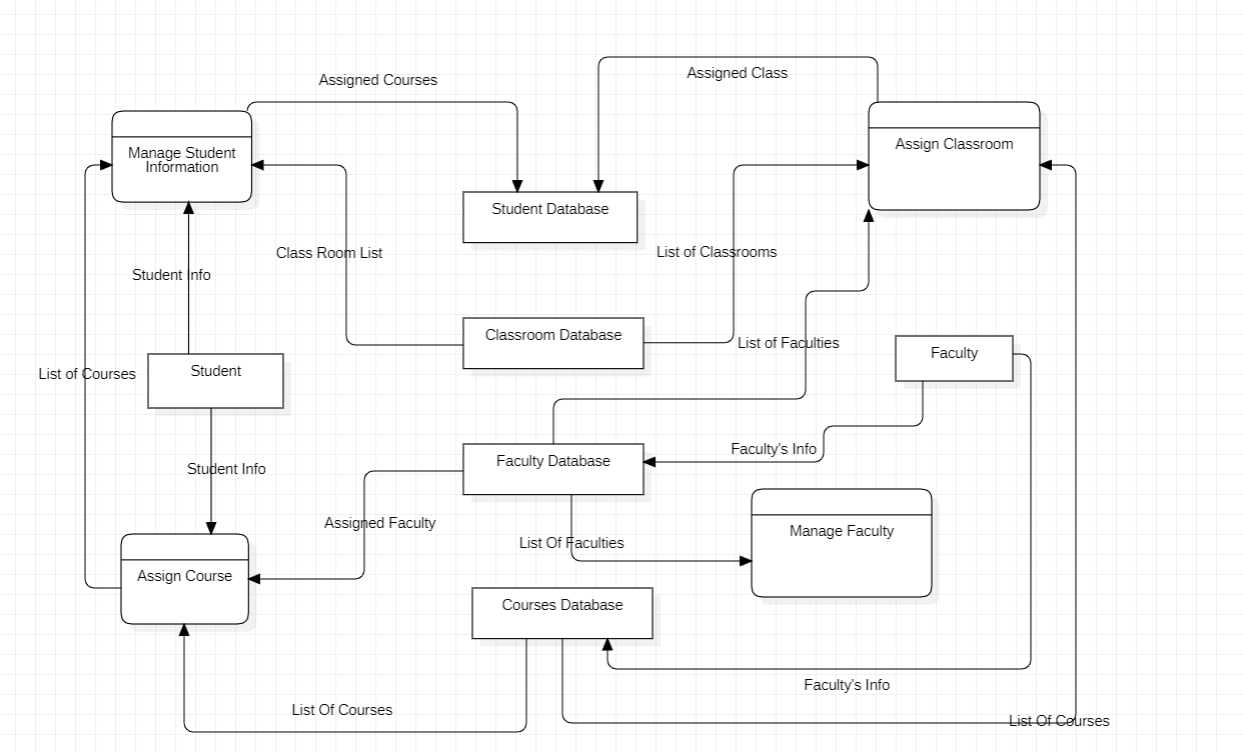 Assigned Courses
Assigned Class
Manage Student
Information
Assign Classroom
Student Database
Class Room List
List of Classrooms
Student Info
Classroom Database
List of Faculties
Faculty
Student
List of Courses
Faculty's Info
Faculty Database
Student Info
Assigned Faculty
List Of Faculties
Manage Faculty
Assign Course
Courses Database
Faculty's Info
List Of Courses
List Of Courses